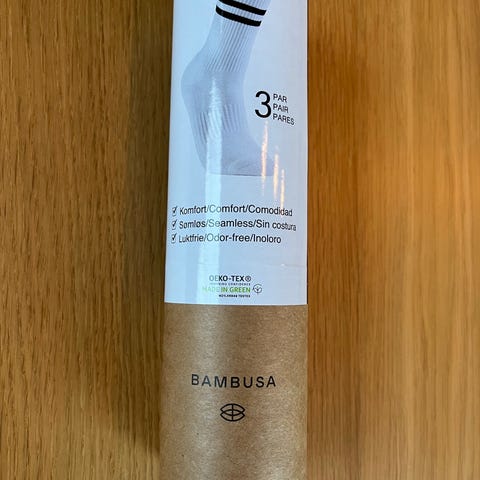 3 PAR
PAIR
PARES
Komfort/Comfort/Comodidad
Sømløs/Seamless/Sin costura
Luktfrie/Odor-free/Inoloro
OEKO-TEX®
MADE IN GREEN
BAMBUSA